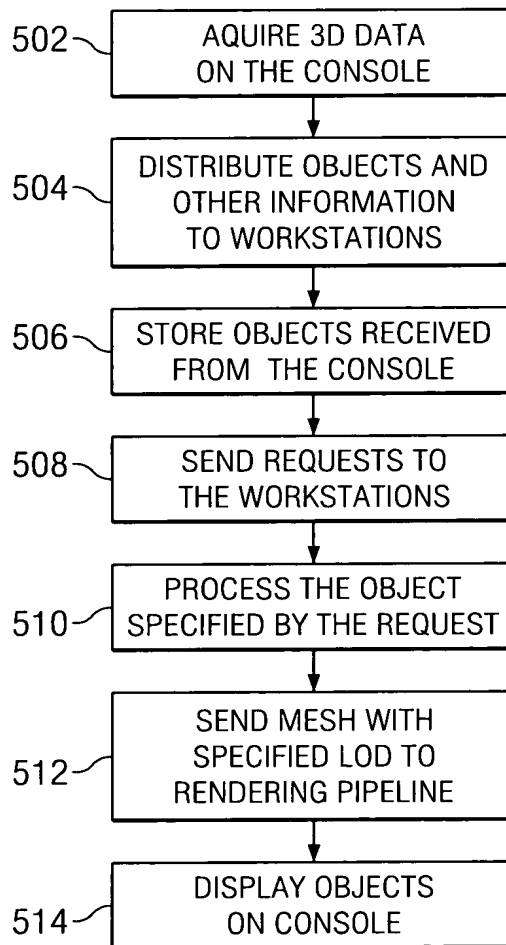 502
AQUIRE 3D DATA
ON THE CONSOLE
504
DISTRIBUTE OBJECTS AND
OTHER INFORMATION
TO WORKSTATIONS
506
STORE OBJECTS RECEIVED
FROM THE CONSOLE
508
SEND REQUESTS TO
THE WORKSTATIONS
510
PROCESS THE OBJECT
SPECIFIED BY THE REQUEST
512
SEND MESH WITH
SPECIFIED LOD TO
RENDERING PIPELINE
514
DISPLAY OBJECTS
ON CONSOLE